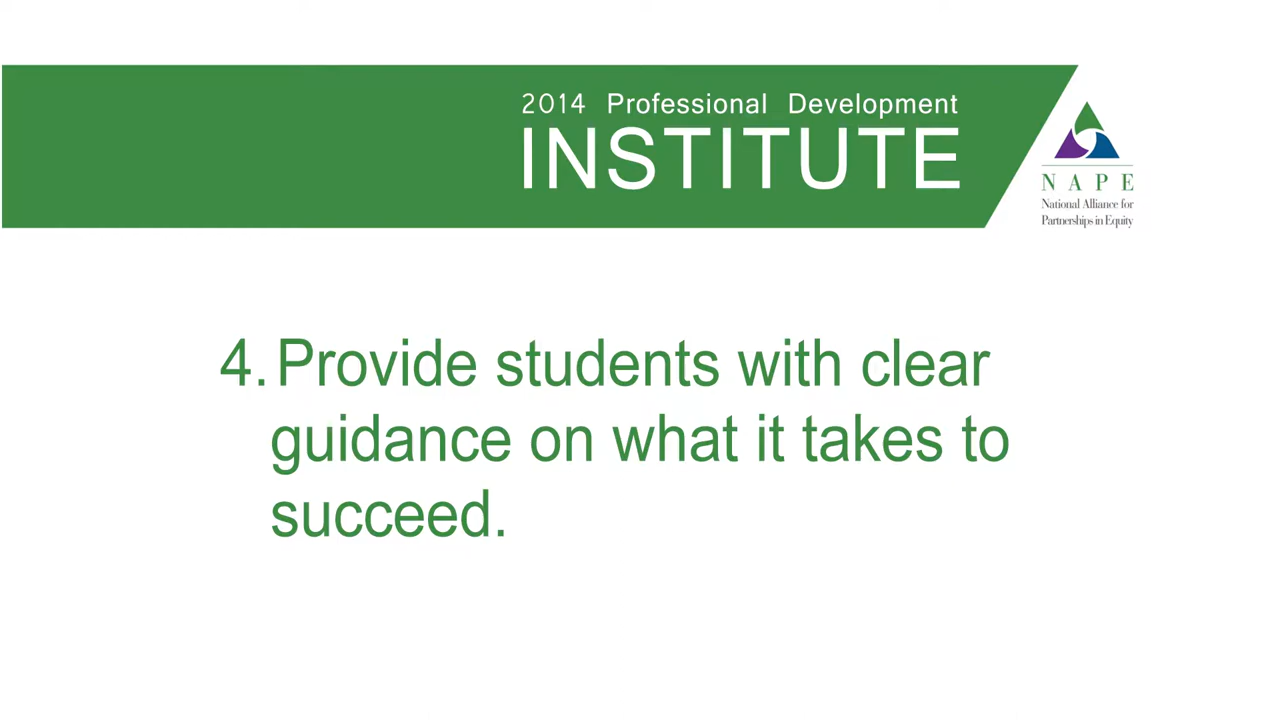 2014 Professional Development
INSTITUTE
N A P E
National Alliance for
Partnerships in Equity
4. Provide students with clear
guidance on what it takes to
succeed.